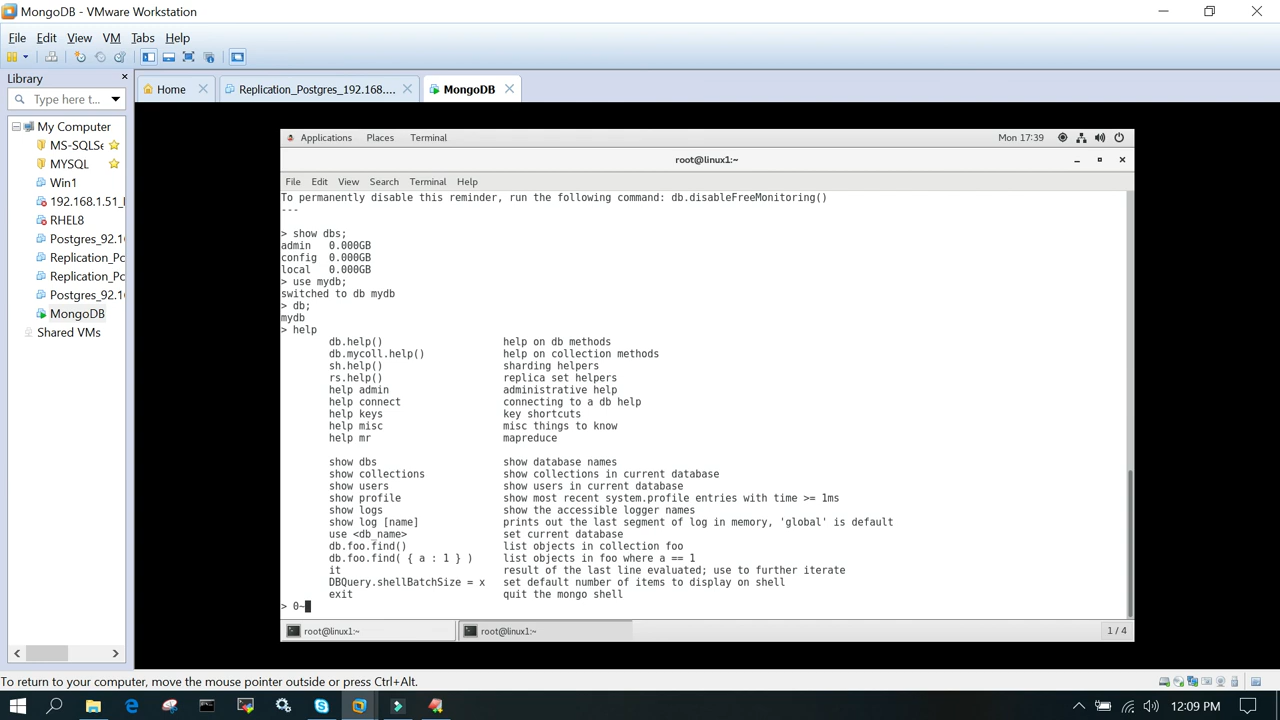 MongoDB - VMware Workstation
File Edit View VM Tabs Help
Library
Type here t...
Home
Replication_Postgres_192.168....
MongoDB
My Computer
MS-SQLSe
MYSQL
Win1
192.168.1.51_
RHEL8
Postgres_92.1
Replication_Po
Replication_Po
Postgres_92.1
MongoDB
Shared VMs
Applications Places Terminal Mon 17:39
root@linux1:~
File Edit View Search Terminal Help
To permanently disable this reminder, run the following command: db.disableFreeMonitoring()
---
> show dbs;
admin 0.000GB
config 0.000GB
local 0.000GB
> use mydb;
switched to db mydb
> db;
mydb
> help
db.help() help on db methods
db.mycoll.help() help on collection methods
sh.help() sharding helpers
rs.help() replica set helpers
help admin administrative help
help connect connecting to a db help
help keys key shortcuts
help misc misc things to know
help mr mapreduce
show dbs show database names
show collections show collections in current database
show users show users in current database
show profile show most recent system.profile entries with time >= 1ms
show logs show the accessible logger names
show log [name] prints out the last segment of log in memory, 'global' is default
use <db_name> set current database
db.foo.find() list objects in collection foo
db.foo.find( { a : 1 } ) list objects in foo where a == 1
it result of the last line evaluated; use to further iterate
DBQuery.shellBatchSize = x set default number of items to display on shell
exit quit the mongo shell
> 0~
root@linux1:~ root@linux1:~ 1 / 4
To return to your computer, move the mouse pointer outside or press Ctrl+Alt.
12:09 PM